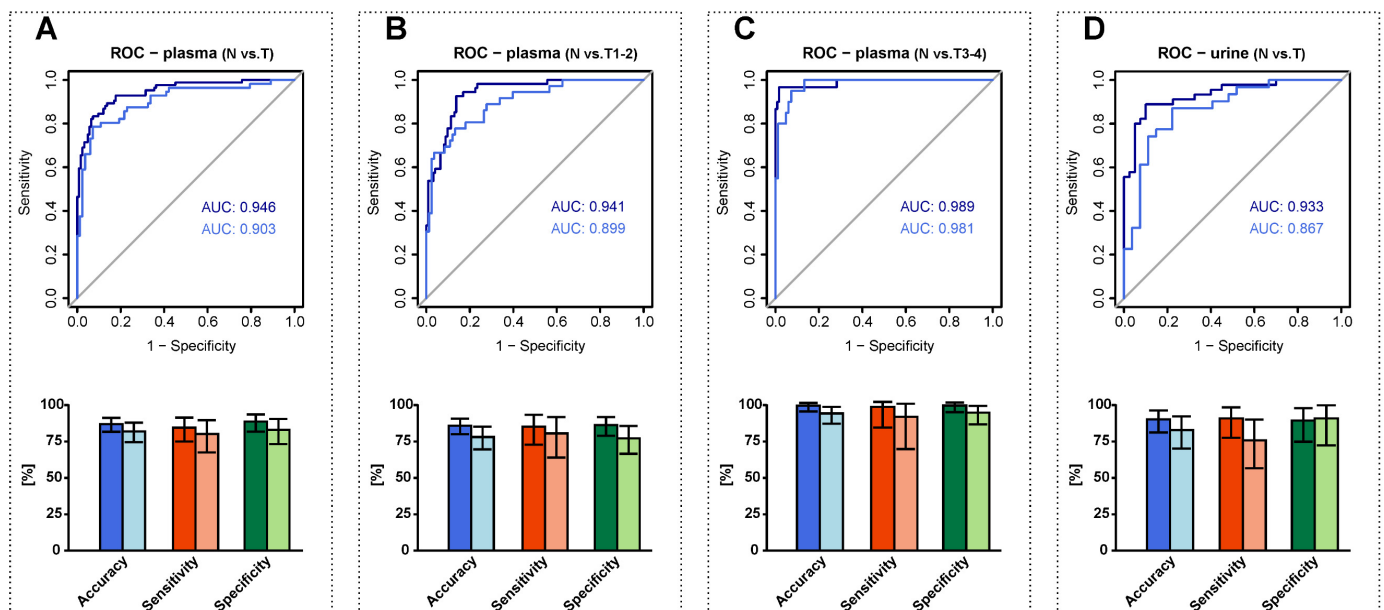 A
ROC − plasma (N vs.T)
1.0
0.8
0.6
0.4
0.2
0.0
Sensitivity
AUC: 0.946
AUC: 0.903
0.0 0.2 0.4 0.6 0.8 1.0
1 − Specificity
100
75
50
25
0
[%]
Accuracy
Sensitivity
Specificity
B
ROC − plasma (N vs.T1-2)
1.0
0.8
0.6
0.4
0.2
0.0
Sensitivity
AUC: 0.941
AUC: 0.899
0.0 0.2 0.4 0.6 0.8 1.0
1 − Specificity
100
75
50
25
0
[%]
Accuracy
Sensitivity
Specificity
C
ROC − plasma (N vs.T3-4)
1.0
0.8
0.6
0.4
0.2
0.0
Sensitivity
AUC: 0.989
AUC: 0.981
0.0 0.2 0.4 0.6 0.8 1.0
1 − Specificity
100
75
50
25
0
[%]
Accuracy
Sensitivity
Specificity
D
ROC − urine (N vs.T)
1.0
0.8
0.6
0.4
0.2
0.0
Sensitivity
AUC: 0.933
AUC: 0.867
0.0 0.2 0.4 0.6 0.8 1.0
1 − Specificity
100
75
50
25
0
[%]
Accuracy
Sensitivity
Specificity